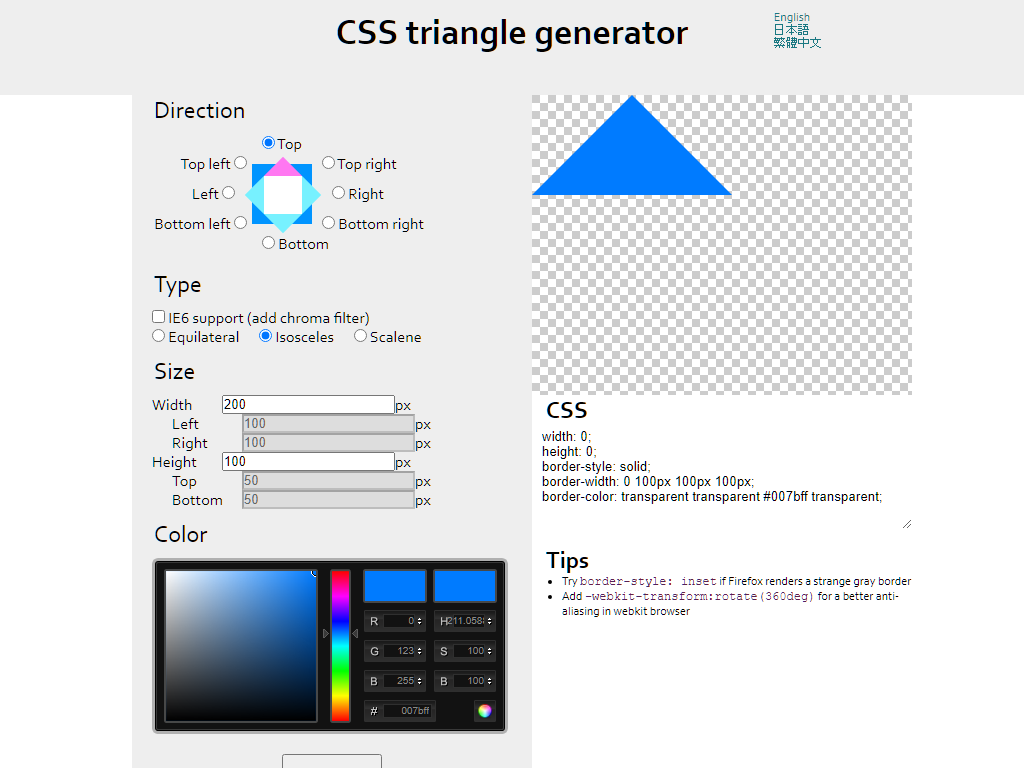 CSS triangle generator
English
日本語
繁體中文
Direction
Top
Top left
Top right
Left
Right
Bottom left
Bottom right
Bottom
Type
IE6 support (add chroma filter)
Equilateral
Isosceles
Scalene
Size
Width 200 px
Left 100 px
Right 100 px
Height 100 px
Top 50 px
Bottom 50 px
Color
R 0 H 211.058
G 123 S 100
B 255 B 100
# 007bff
CSS
width: 0;
height: 0;
border-style: solid;
border-width: 0 100px 100px 100px;
border-color: transparent transparent #007bff transparent;
Tips
Try border-style: inset if Firefox renders a strange gray border
Add -webkit-transform:rotate(360deg) for a better anti-
aliasing in webkit browser